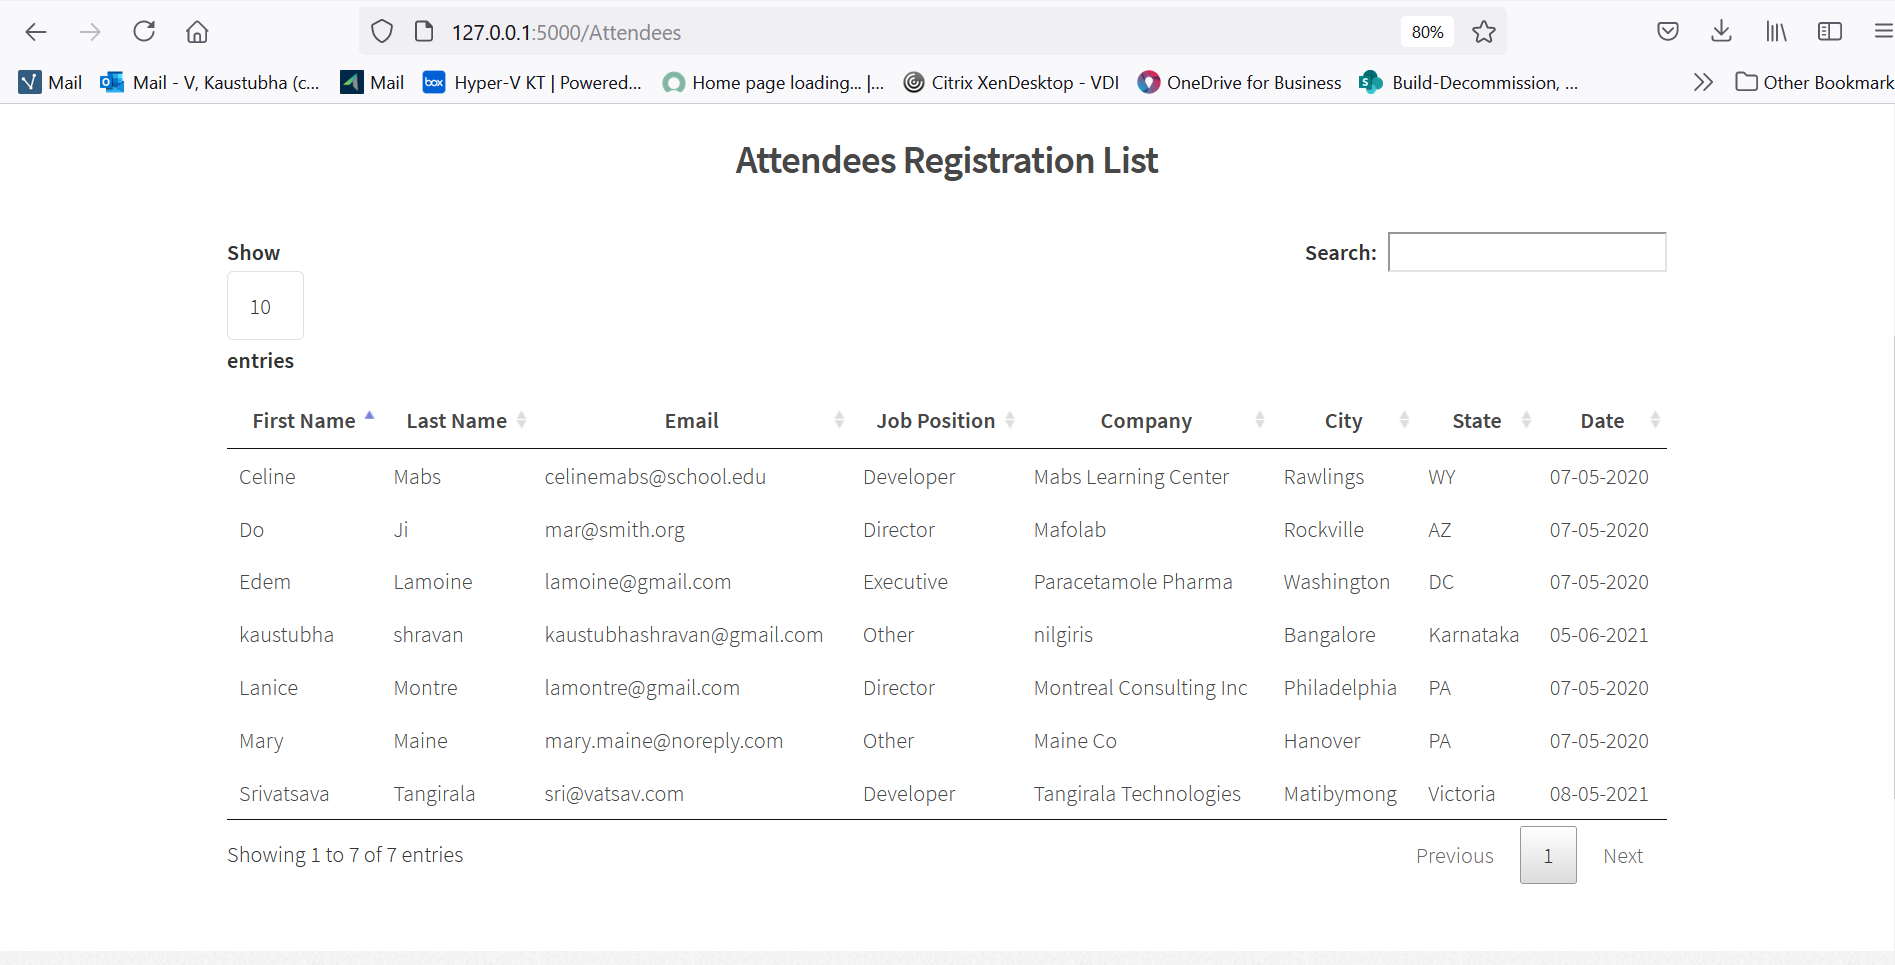 127.0.0.1:5000/Attendees 80%
Mail Mail - V, Kaustubha (c... Mail box Hyper-V KT | Powered... Home page loading... |... Citrix XenDesktop - VDI OneDrive for Business Build-Decommission, ... Other Bookmark
Attendees Registration List
Show Search:
10
entries
First Name Last Name Email Job Position Company City State Date
Celine Mabs celinemabs@school.edu Developer Mabs Learning Center Rawlings WY 07-05-2020
Do Ji mar@smith.org Director Mafolab Rockville AZ 07-05-2020
Edem Lamoine lamoine@gmail.com Executive Paracetamole Pharma Washington DC 07-05-2020
kaustubha shravan kaustubhashravan@gmail.com Other nilgiris Bangalore Karnataka 05-06-2021
Lanice Montre lamontre@gmail.com Director Montreal Consulting Inc Philadelphia PA 07-05-2020
Mary Maine mary.maine@noreply.com Other Maine Co Hanover PA 07-05-2020
Srivatsava Tangirala sri@vatsav.com Developer Tangirala Technologies Matibymong Victoria 08-05-2021
Showing 1 to 7 of 7 entries Previous 1 Next